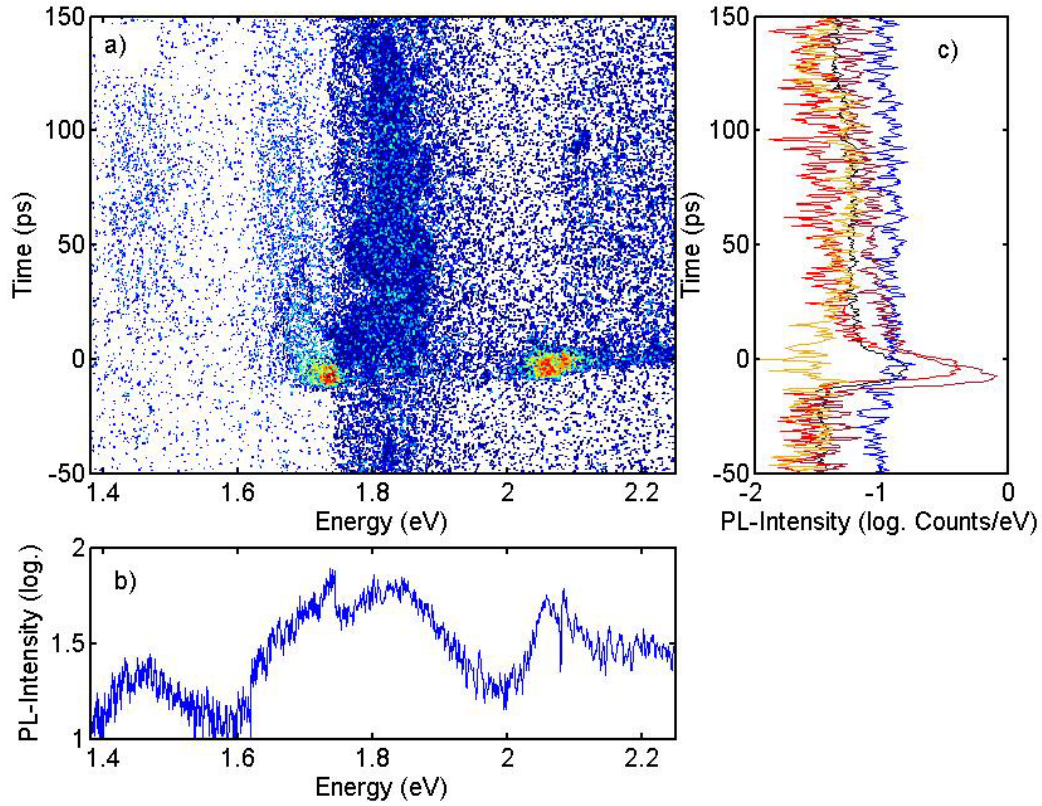 150
a)
100
50
0
-50
Time (ps)
1.4 1.6 1.8 2 2.2
Energy (eV)
150
c)
100
50
0
-50
Time (ps)
-2 -1 0
PL-Intensity (log. Counts/eV)
2
b)
1.5
1
PL-Intensity (log.)
1.4 1.6 1.8 2 2.2
Energy (eV)